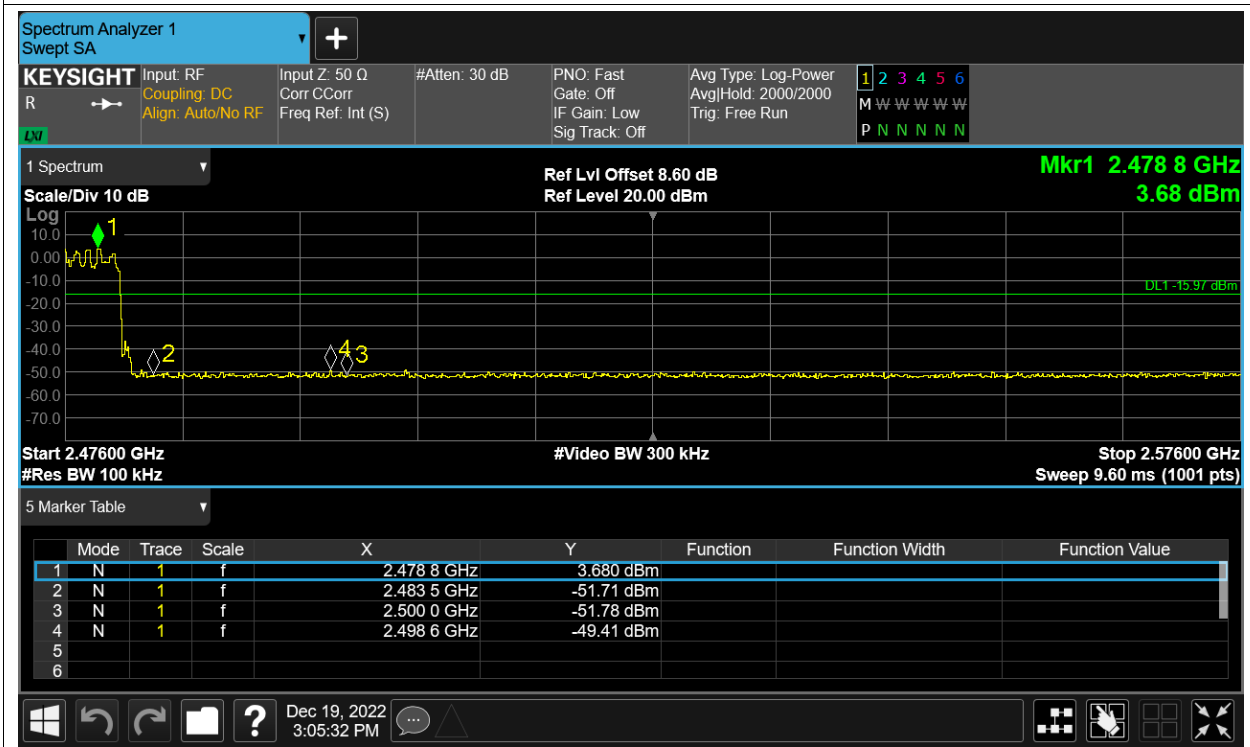 Spectrum Analyzer 1
Swept SA
+
KEYSIGHT
R
LXI
Input: RF
Coupling: DC
Align: Auto/No RF
Input Z: 50 Ω
Corr CCorr
Freq Ref: Int (S)
#Atten: 30 dB
PNO: Fast
Gate: Off
IF Gain: Low
Sig Track: Off
Avg Type: Log-Power
Avg|Hold: 2000/2000
Trig: Free Run
1 2 3 4 5 6
M W W W W W
P N N N N N
1 Spectrum
Scale/Div 10 dB
Ref Lvl Offset 8.60 dB
Ref Level 20.00 dBm
Mkr1 2.478 8 GHz
3.68 dBm
Log
10.0
0.00
-10.0
-20.0
-30.0
-40.0
-50.0
-60.0
-70.0
1
2
4 3
DL1 -15.97 dBm
Start 2.47600 GHz
#Res BW 100 kHz
#Video BW 300 kHz
Stop 2.57600 GHz
Sweep 9.60 ms (1001 pts)
5 Marker Table
Mode Trace Scale X Y Function Function Width Function Value
1 N 1 f 2.478 8 GHz 3.680 dBm
2 N 1 f 2.483 5 GHz -51.71 dBm
3 N 1 f 2.500 0 GHz -51.78 dBm
4 N 1 f 2.498 6 GHz -49.41 dBm
5
6
?
Dec 19, 2022
3:05:32 PM